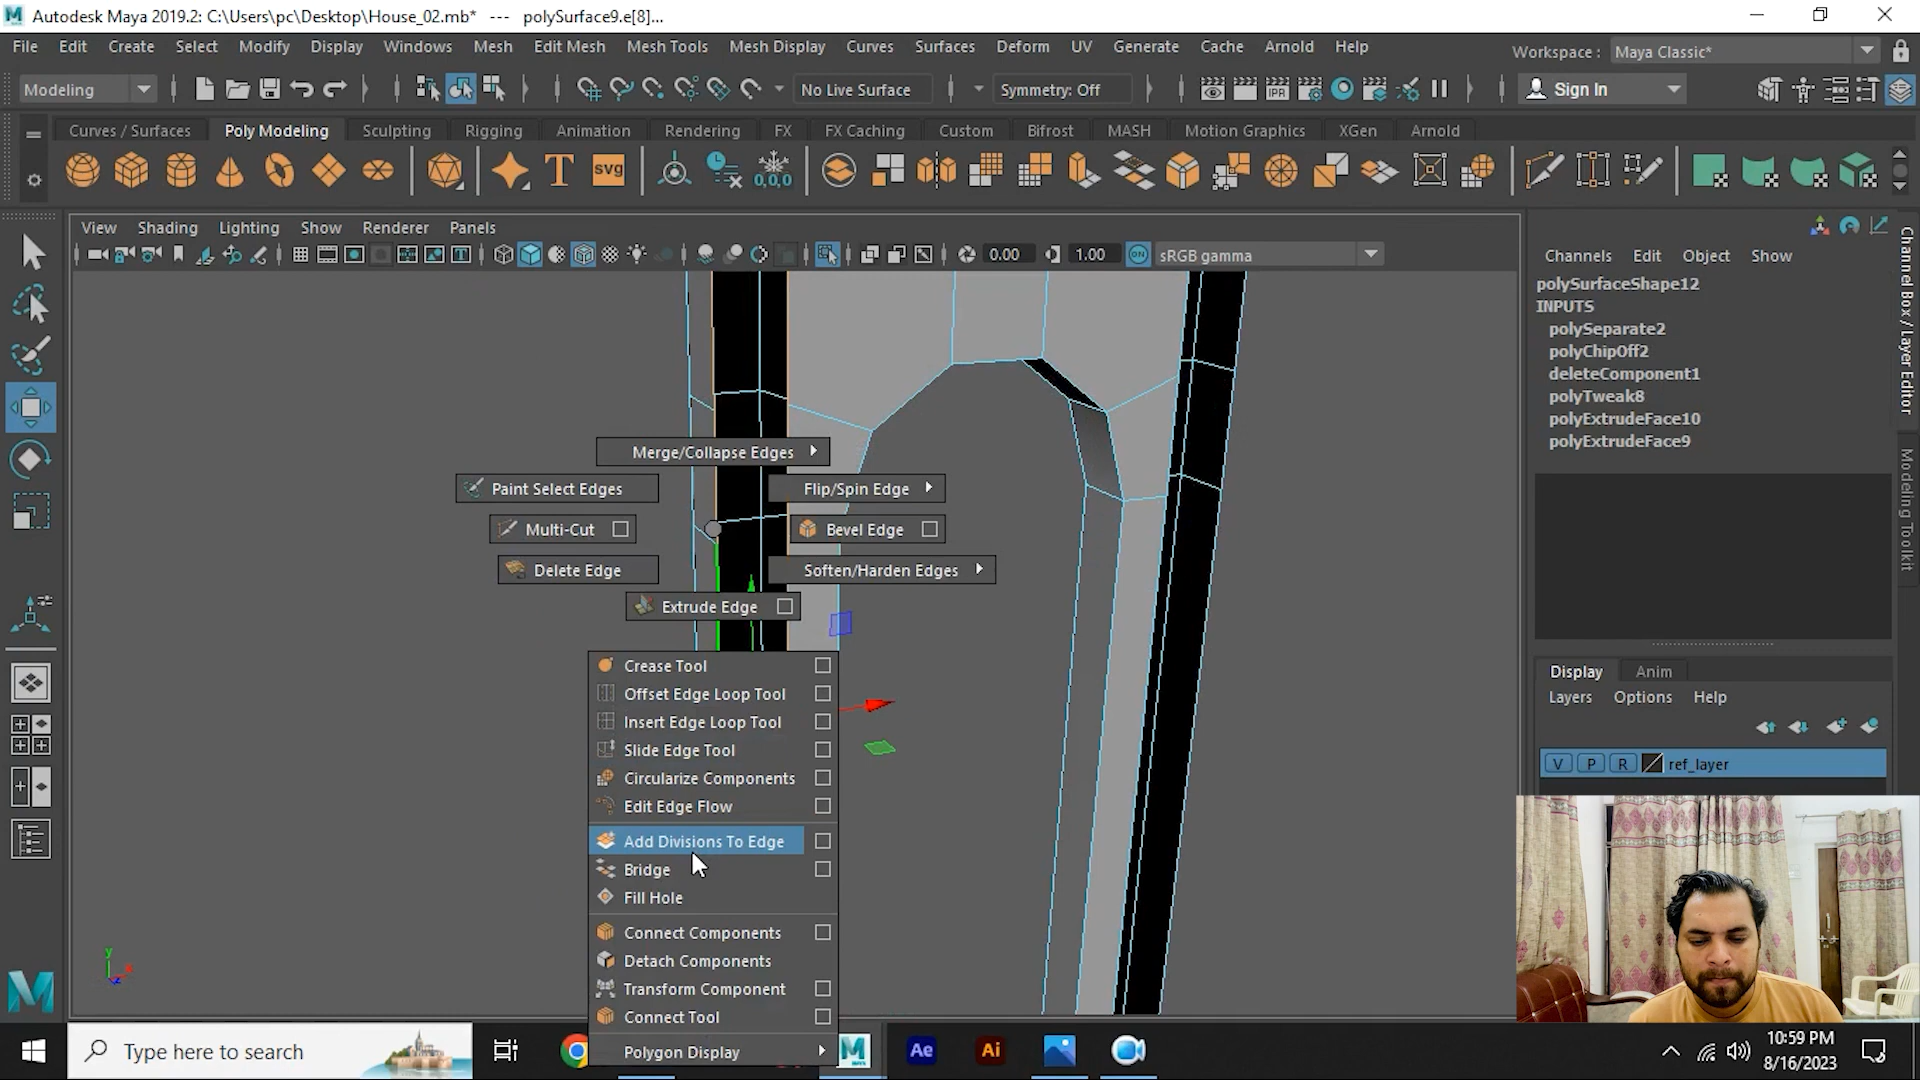 Autodesk Maya 2019.2: C:\Users\pc\Desktop\House_02.mb* --- polySurface9.e[8]...
File Edit Create Select Modify Display Windows Mesh Edit Mesh Mesh Tools Mesh Display Curves Surfaces Deform UV Generate Cache Arnold Help
Workspace : Maya Classic*
Modeling No Live Surface Symmetry: Off Sign In
Curves / Surfaces Poly Modeling Sculpting Rigging Animation Rendering FX FX Caching Custom Bifrost MASH Motion Graphics XGen Arnold
T svg 0,0,0
View Shading Lighting Show Renderer Panels
0.00 1.00 ON sRGB gamma
Channels Edit Object Show
polySurfaceShape12
INPUTS
polySeparate2
polyChipOff2
deleteComponent1
polyTweak8
polyExtrudeFace10
polyExtrudeFace9
Channel Box / Layer Editor
Modeling Toolkit
Merge/Collapse Edges
Paint Select Edges Flip/Spin Edge
Multi-Cut Bevel Edge
Delete Edge Soften/Harden Edges
Extrude Edge
Crease Tool
Offset Edge Loop Tool
Insert Edge Loop Tool
Slide Edge Tool
Circularize Components
Edit Edge Flow
Add Divisions To Edge
Bridge
Fill Hole
Connect Components
Detach Components
Transform Component
Connect Tool
Polygon Display
Display Anim
Layers Options Help
V P R ref_layer
y x z
Type here to search
M Ae Ai
10:59 PM
8/16/2023